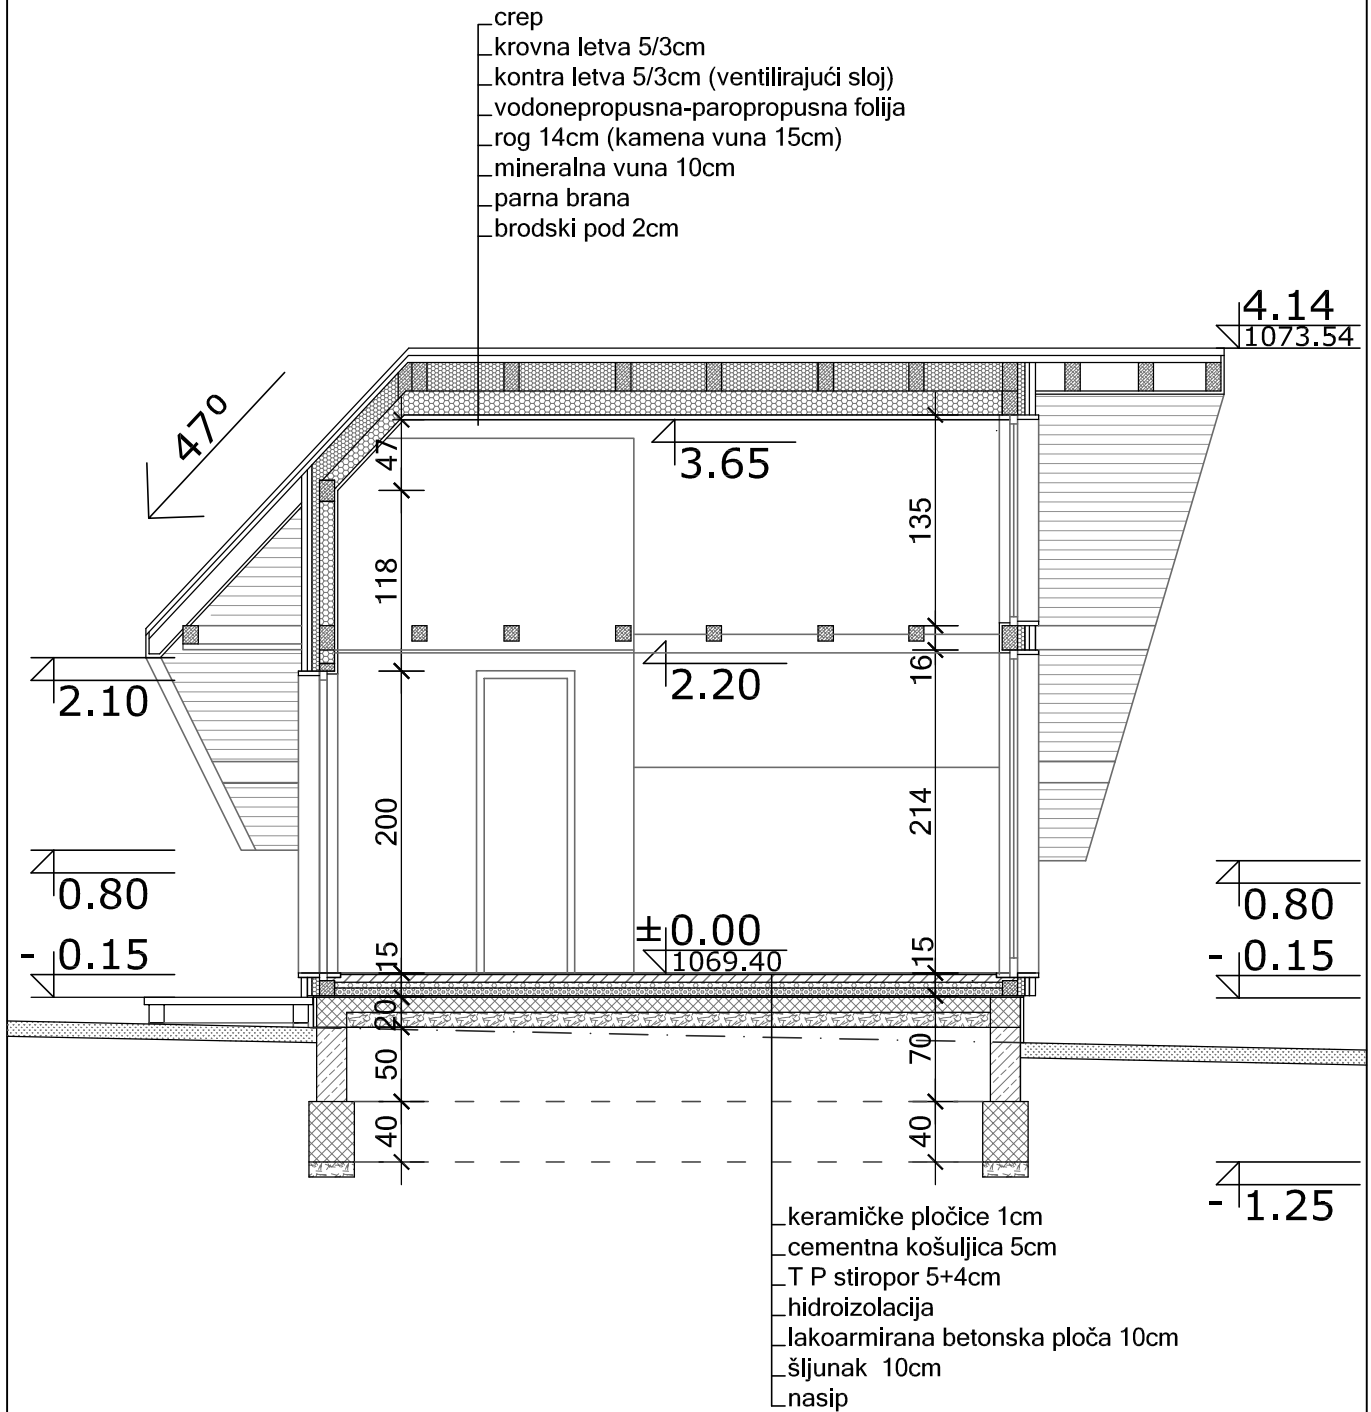 crep
krovna letva 5/3cm
kontra letva 5/3cm (ventilirajući sloj)
vodonepropusna-paropropusna folija
rog 14cm (kamena vuna 15cm)
mineralna vuna 10cm
parna brana
brodski pod 2cm
4.14
1073.54
47⁰
47
3.65
135
118
16
2.20
2.10
200
214
0.80
0.80
±0.00
1069.40
- 0.15
15
15
- 0.15
20
50
70
40
40
- 1.25
keramičke pločice 1cm
cementna košuljica 5cm
T P stiropor 5+4cm
hidroizolacija
lakoarmirana betonska ploča 10cm
šljunak 10cm
nasip